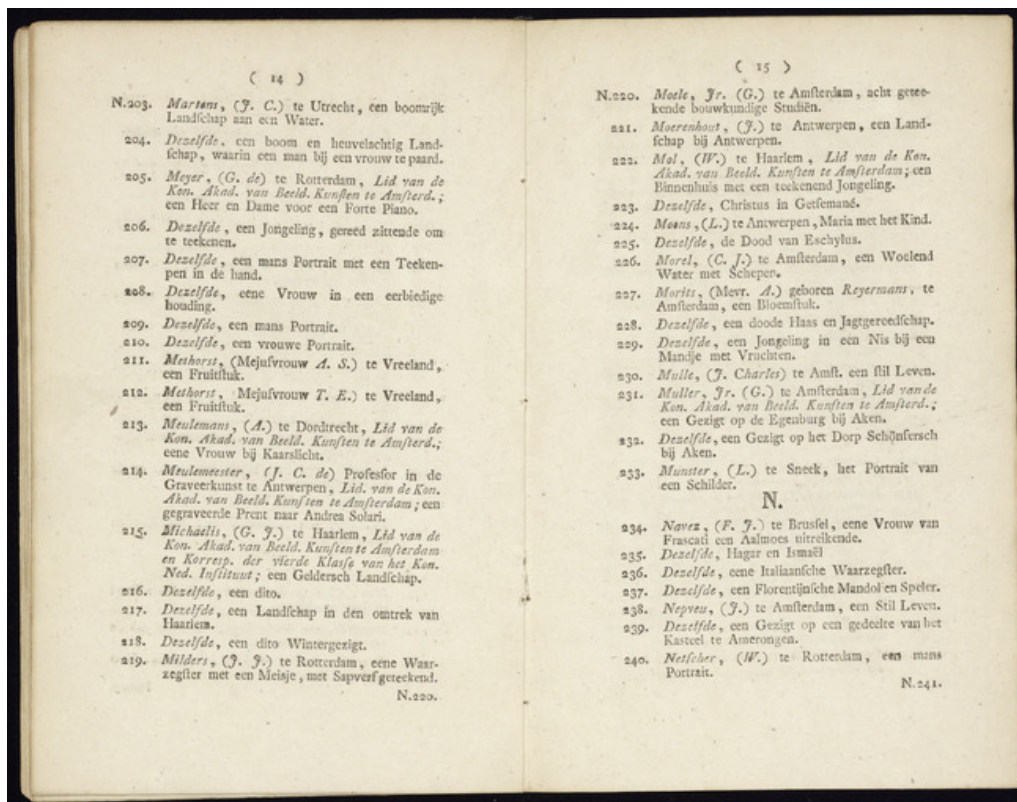 ( 14 )
N.203. Martens, (J. C.) te Utrecht, een boomrijk
Landſchap aan een Water.
204. Dezelfde, een boom en heuvelachtig Land-
ſchap, waarin een man bij een vrouw te paard.
205. Meyer, (G. de) te Rotterdam, Lid van de
Kon. Akad. van Beeld. Kunſten te Amſterd.;
een Heer en Dame voor een Forte Piano.
206. Dezelfde, een Jongeling, gereed zittende om
te teekenen.
207. Dezelfde, een mans Portrait met een Teeken-
pen in de hand.
208. Dezelfde, eene Vrouw in een eerbiedige
houding.
209. Dezelfde, een mans Portrait.
210. Dezelfde, een vrouwe Portrait.
211. Methorst, (Mejufvrouw A. S.) te Vreeland,
een Fruitſtuk.
212. Methorst, Mejufvrouw T. E.) te Vreeland,
een Fruitſtuk.
213. Meulemans, (A.) te Dordtrecht, Lid van de
Kon. Akad. van Beeld. Kunſten te Amſterd.;
eene Vrouw bij Kaarslicht.
214. Meulemeester, (J. C. de) Profesſor in de
Graveerkunst te Antwerpen, Lid. van de Kon.
Akad. van Beeld. Kunſten te Amſterdam; een
gegraveerde Prent naar Andrea Solari.
215. Michaëlis, (G. J.) te Haarlem, Lid van de
Kon. Akad. van Beeld. Kunſten te Amſterdam
en Korresp. der vierde Klasſe van het Kon.
Ned. Inſtituut; een Geldersch Landſchap.
216. Dezelfde, een dito.
217. Dezelfde, een Landſchap in den omtrek van
Haarlem.
218. Dezelfde, een dito Wintergezigt.
219. Milders, (J. J.) te Rotterdam, eene Waar-
zegſter met een Meisje, met Sapverf geteekend.
N.220.
( 15 )
N.220. Moele, Jr. (G.) te Amſterdam, acht getee-
kende bouwkundige Studiën.
221. Moerenhout, (J.) te Antwerpen, een Land-
ſchap bij Antwerpen.
222. Mol, (W.) te Haarlem, Lid van de Kon.
Akad. van Beeld. Kunſten te Amſterdam; een
Binnenhuis met een teekenend Jongeling.
223. Dezelfde, Christus in Getſemané.
224. Moons, (L.) te Antwerpen, Maria met het Kind.
225. Dezelfde, de Dood van Eschylus.
226. Morel, (C. J.) te Amſterdam, een Woelend
Water met Schepen.
227. Morits, (Mevr. A.) geboren Reyermans, te
Amſterdam, een Bloemſtuk.
228. Dezelfde, een doode Haas en Jagtgereedſchap.
229. Dezelfde, een Jongeling in een Nis bij een
Mandje met Vruchten.
230. Mulle, (J. Charles) te Amſt. een ſtil Leven.
231. Muller, Jr. (G.) te Amſterdam, Lid van de
Kon. Akad. van Beeld. Kunſten te Amſterd.;
een Gezigt op de Egenburg bij Aken.
232. Dezelfde, een Gezigt op het Dorp Schönfersch
bij Aken.
233. Munster, (L.) te Sneek, het Portrait van
een Schilder.
N.
234. Navez, (F. J.) te Brusſel, eene Vrouw van
Frascati een Aalmoes uitreikende.
235. Dezelfde, Hagar en Ismaël
236. Dezelfde, eene Italiaanſche Waarzegſter.
237. Dezelfde, een Florentijnſche Mandolen Speler.
238. Nepveu, (J.) te Amſterdam, een Stil Leven.
239. Dezelfde, een Gezigt op een gedeelte van het
Kasteel te Amerongen.
240. Netſcher, (W.) te Rotterdam, een mans
Portrait.
N.241.